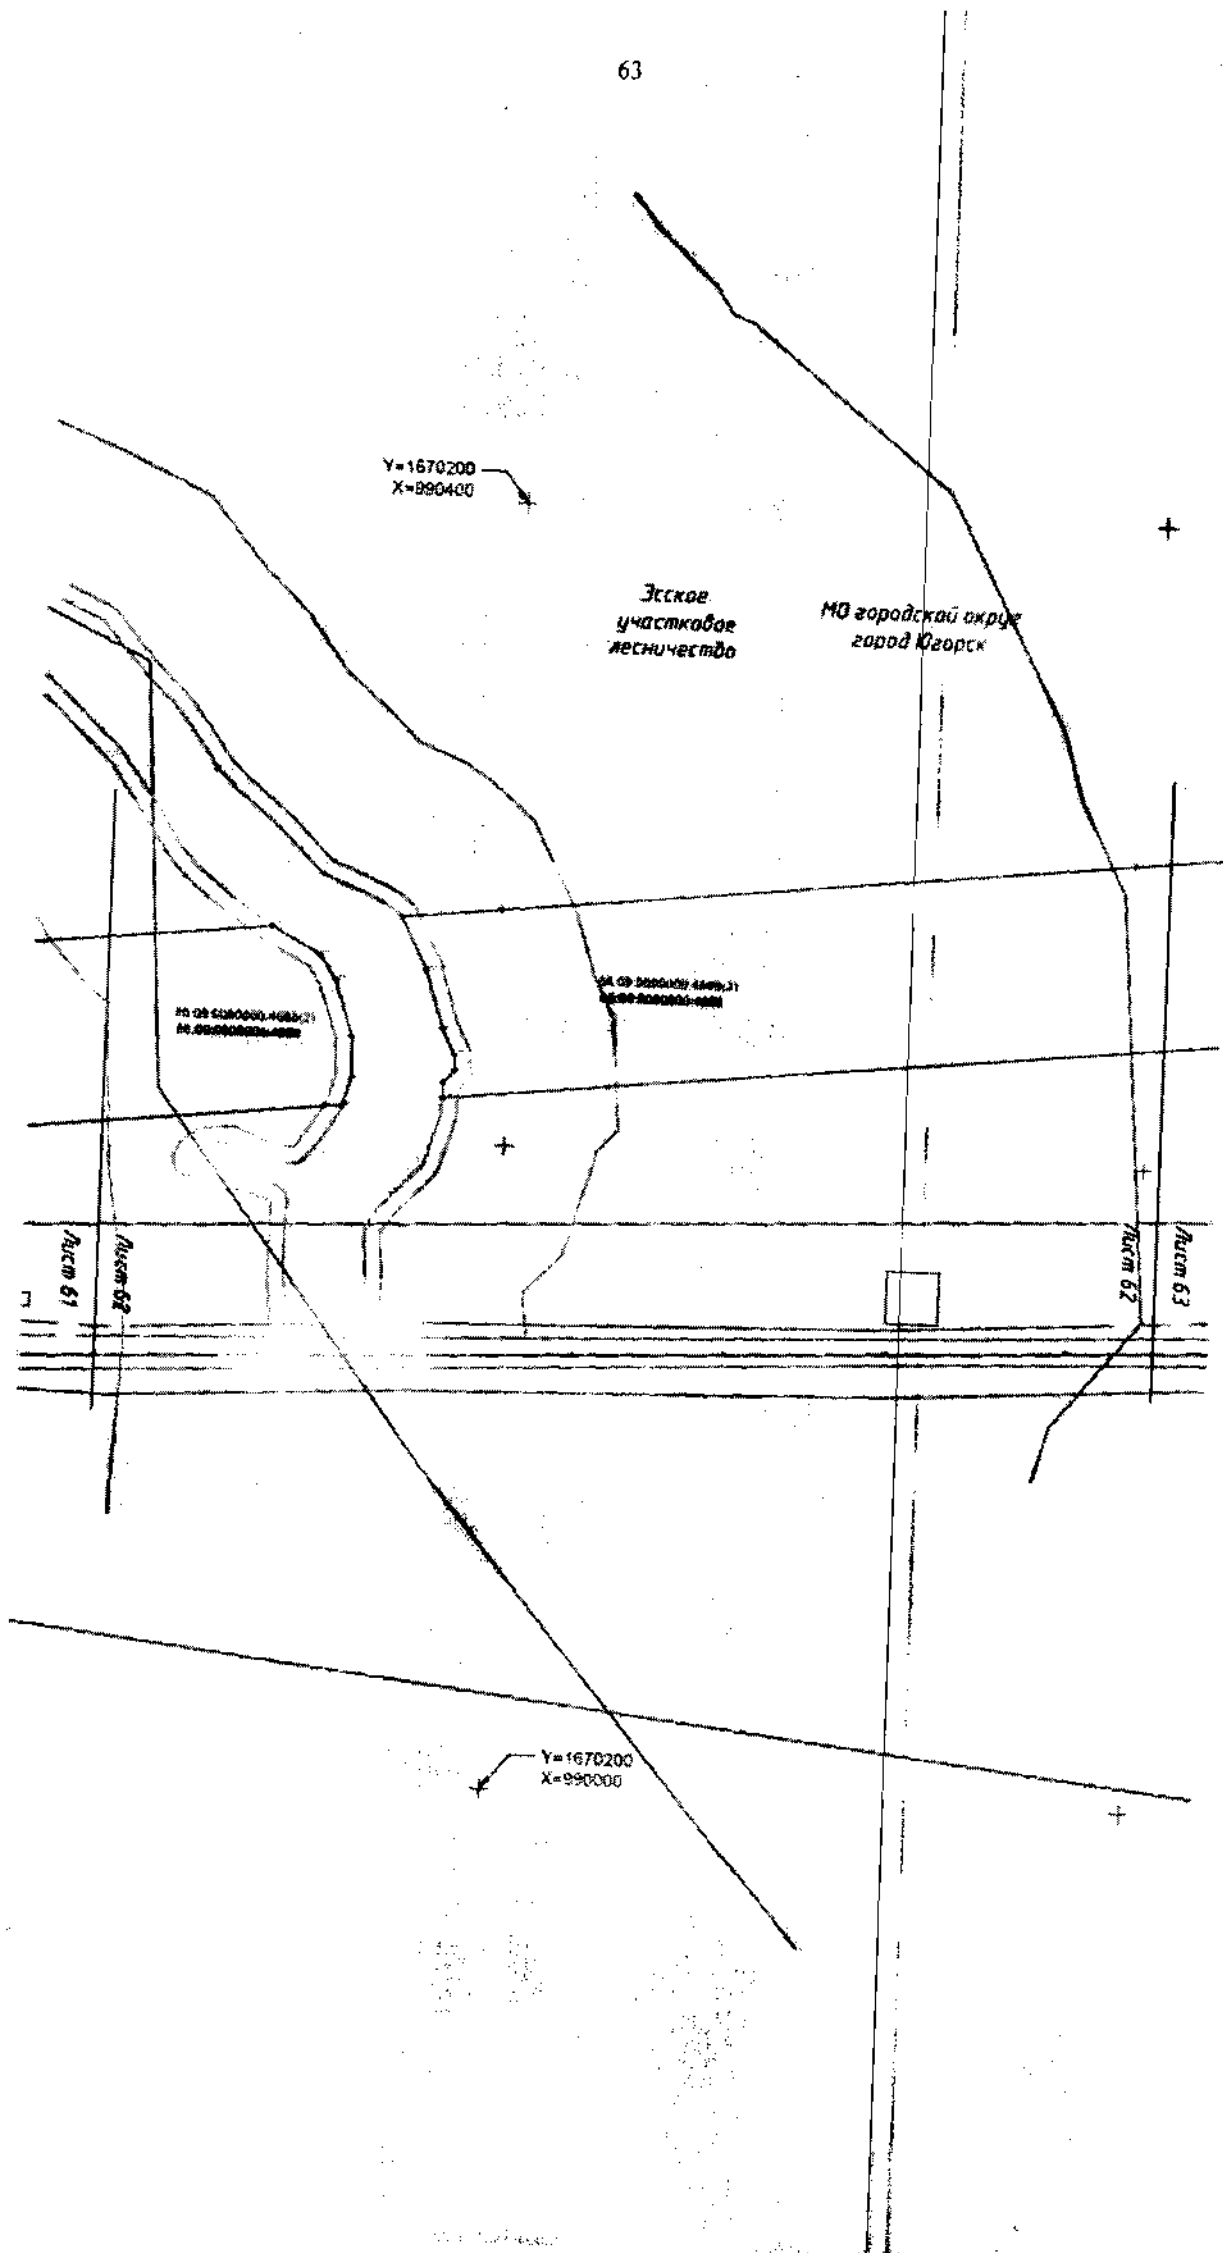 63
Y=1670200
X=990400
Эсское
участковое
лесничество
МО городской округ
город Югорск
Лист 61
Лист 62
Лист 62
Лист 63
Y=1670200
X=990000